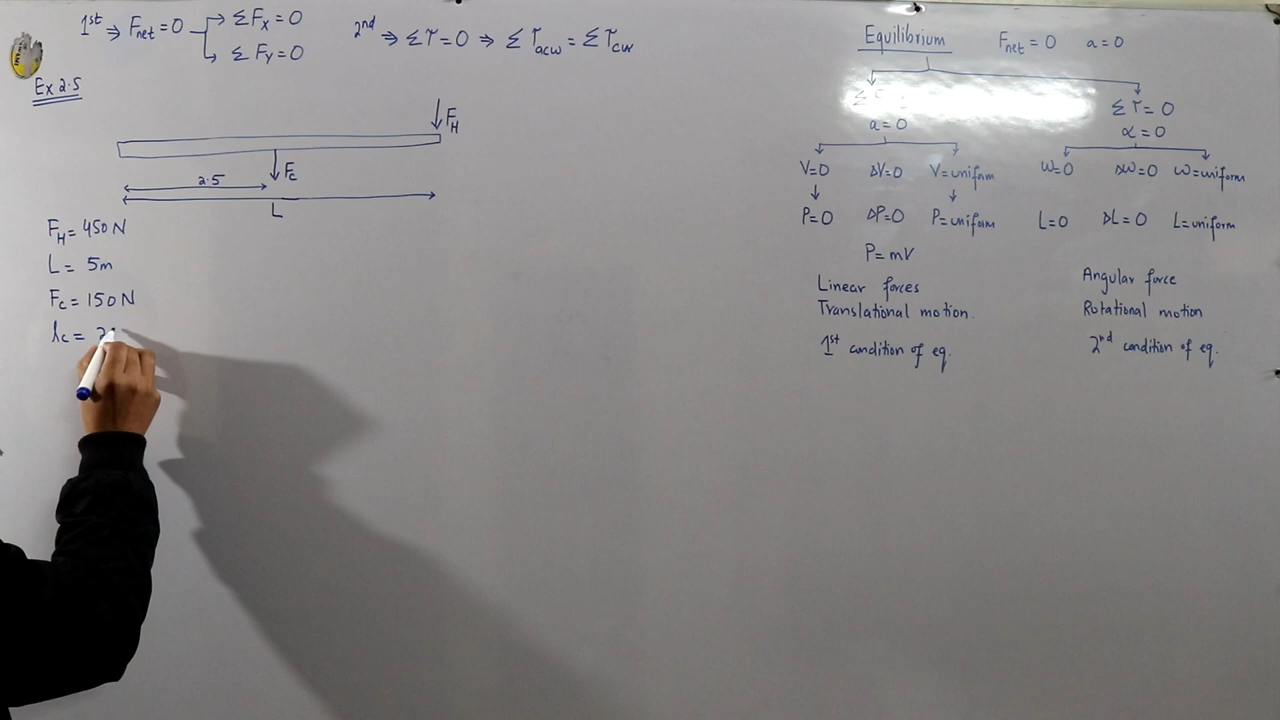 1st ⇒ Fnet = 0 → ΣFx = 0
→ ΣFy = 0
2nd ⇒ Στ = 0 ⇒ Στacw = Στcw
Ex 2.5
FH
Fc
2.5
L
FH = 450 N
L = 5m
Fc = 150 N
lc = 2
Equilibrium Fnet = 0 a = 0
a = 0
V=0 ΔV=0 V=uniform
P=0 ΔP=0 P=uniform
P = mV
Linear forces
Translational motion.
1st condition of eq.
Στ = 0
α = 0
ω=0 Δω=0 ω=uniform
L=0 ΔL=0 L=uniform
Angular force
Rotational motion
2nd condition of eq.